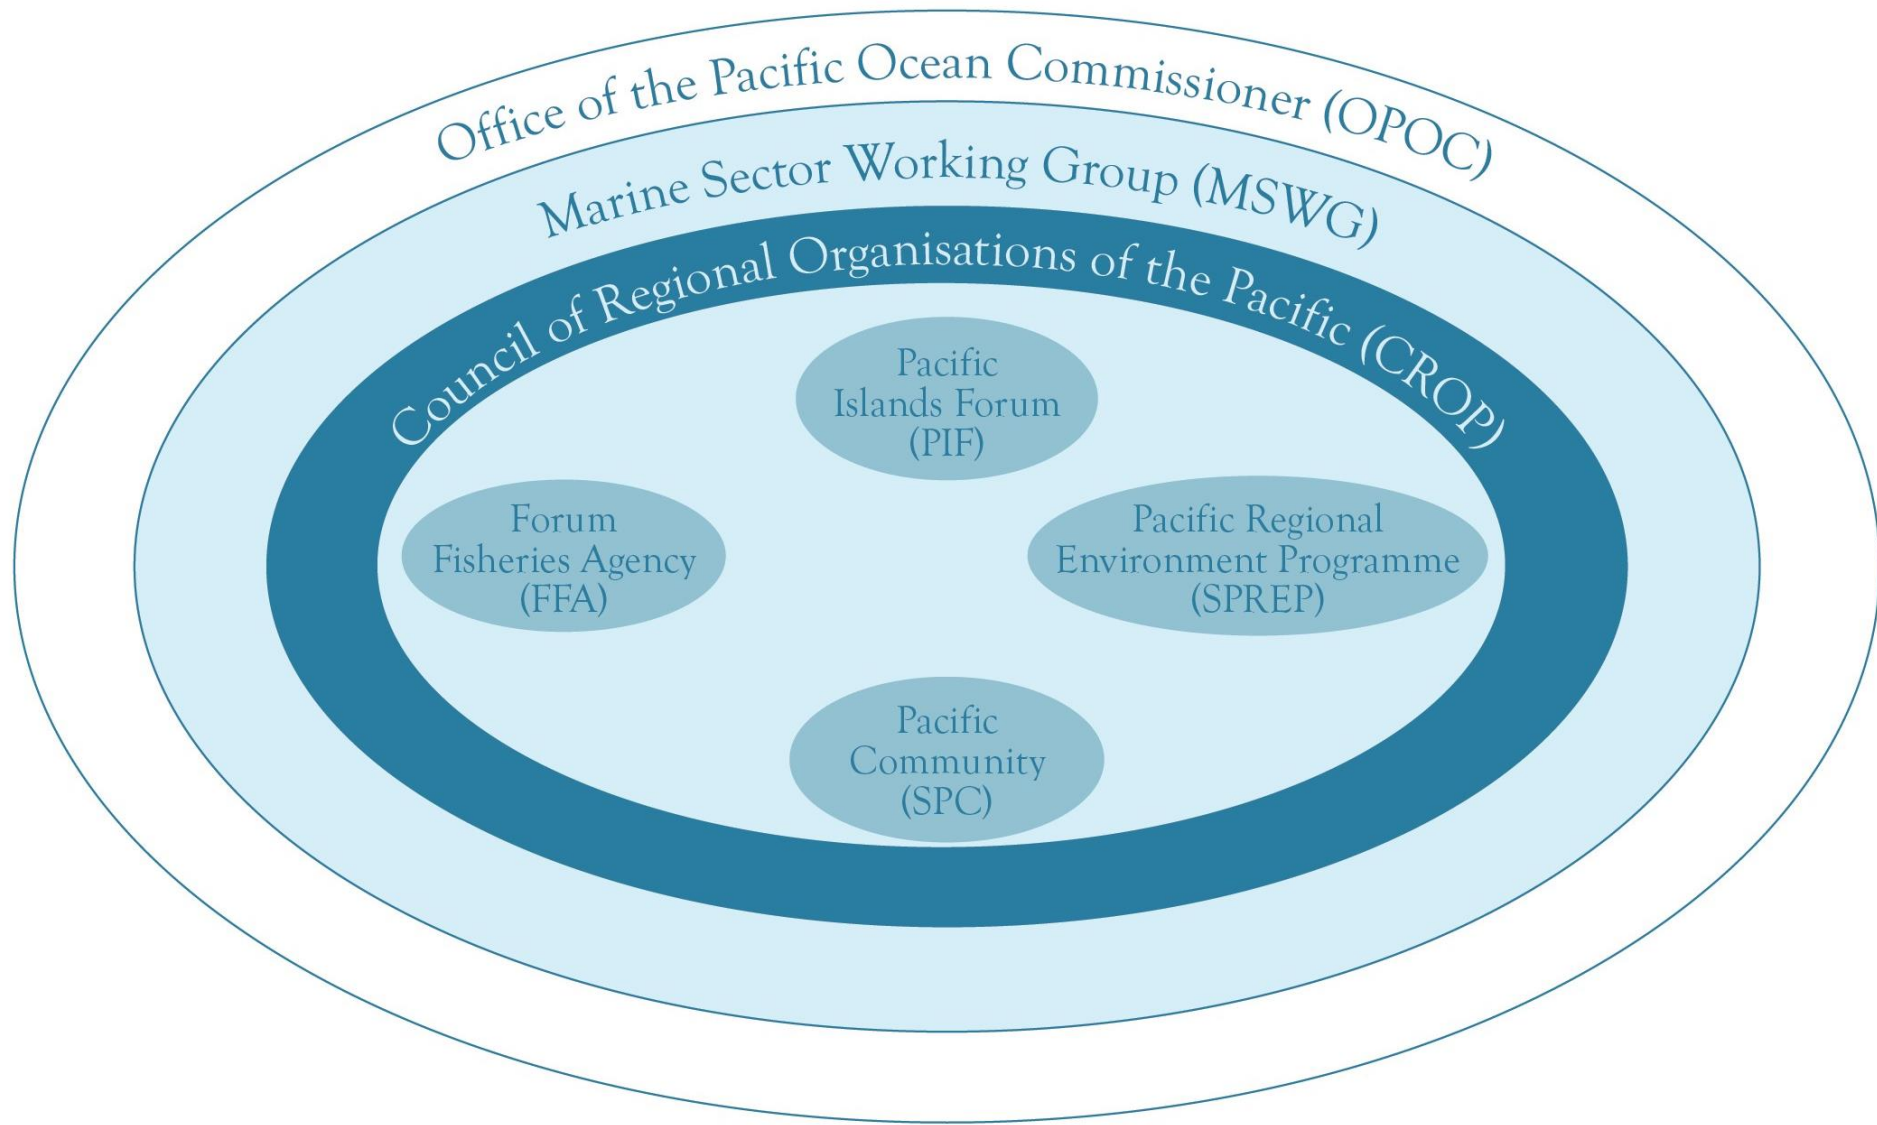 Office of the Pacific Ocean Commissioner (OPOC)
Marine Sector Working Group (MSWG)
Council of Regional Organisations of the Pacific (CROP)
Pacific
Islands Forum
(PIF)
Forum
Fisheries Agency
(FFA)
Pacific Regional
Environment Programme
(SPREP)
Pacific
Community
(SPC)